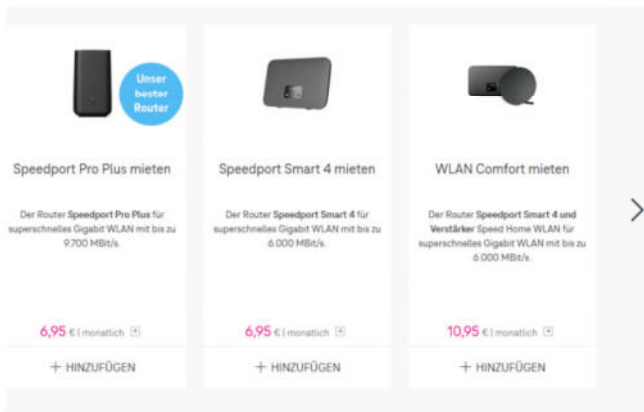 Unser
bester
Router
Speedport Pro Plus mieten
Der Router Speedport Pro Plus für
superschnelles Gigabit WLAN mit bis zu
9.700 MBit/s.
6,95 € | monatlich
+ HINZUFÜGEN
Speedport Smart 4 mieten
Der Router Speedport Smart 4 für
superschnelles Gigabit WLAN mit bis zu
6.000 MBit/s.
6,95 € | monatlich
+ HINZUFÜGEN
WLAN Comfort mieten
Der Router Speedport Smart 4 und
Verstärker Speed Home WLAN für
superschnelles Gigabit WLAN mit bis zu
6.000 MBit/s.
10,95 € | monatlich
+ HINZUFÜGEN